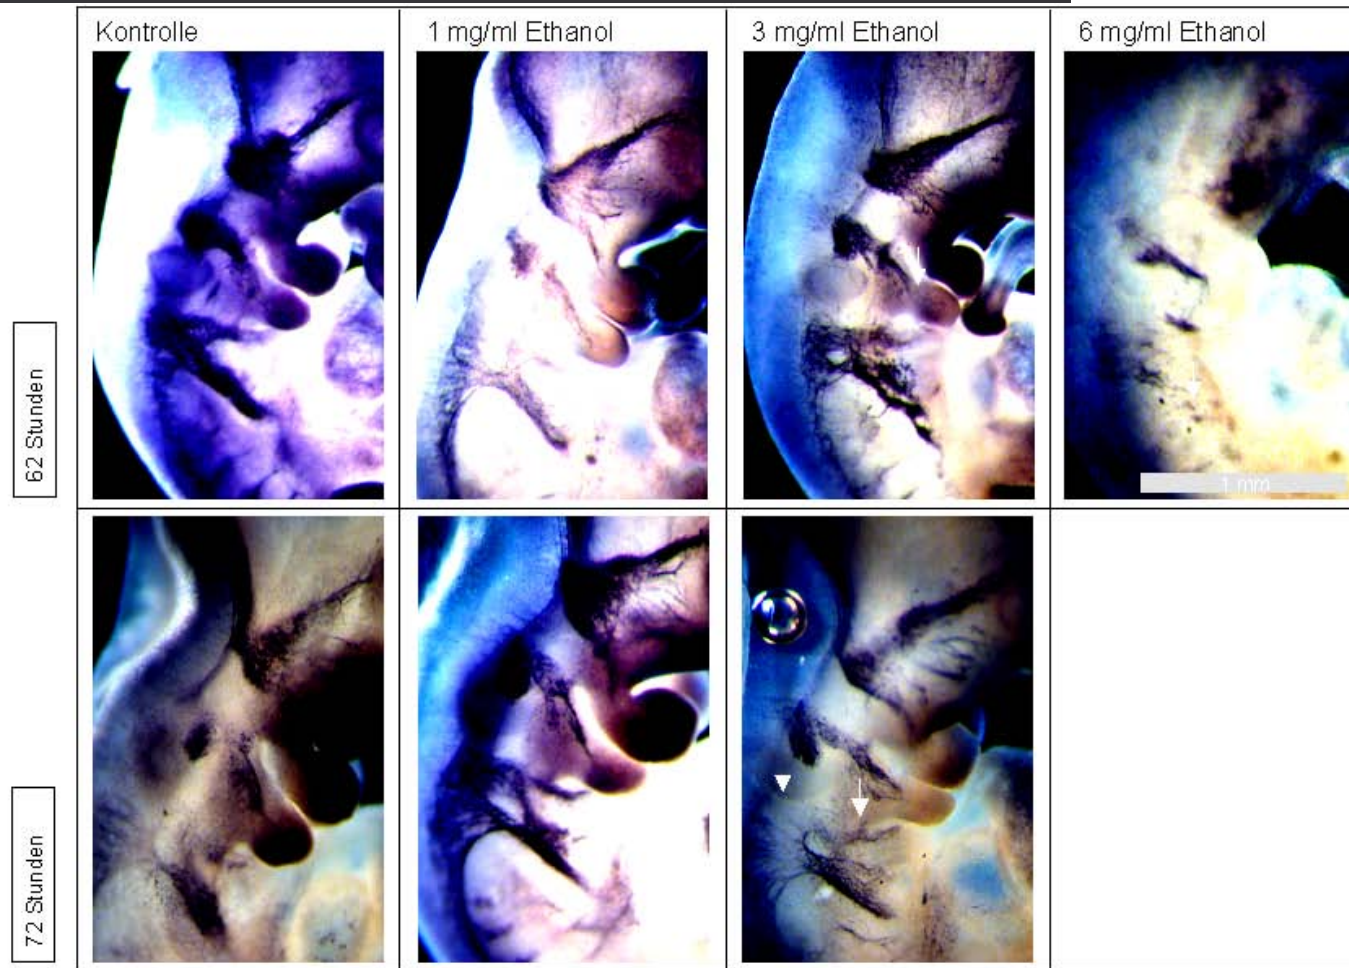 Kontrolle
1 mg/ml Ethanol
3 mg/ml Ethanol
6 mg/ml Ethanol
62 Stunden
1 mm
72 Stunden